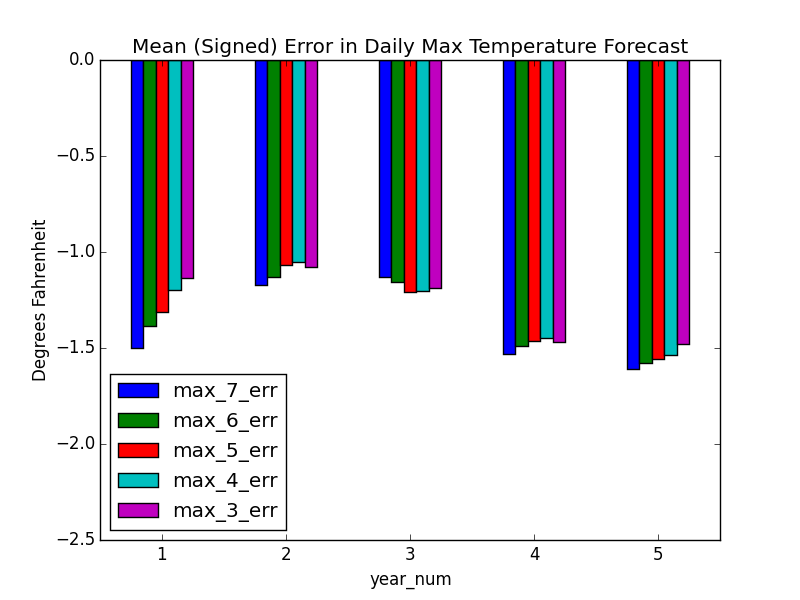 Mean (Signed) Error in Daily Max Temperature Forecast
0.0
−0.5
−1.0
−1.5
−2.0
−2.5
Degrees Fahrenheit
max_7_err
max_6_err
max_5_err
max_4_err
max_3_err
1 2 3 4 5
year_num